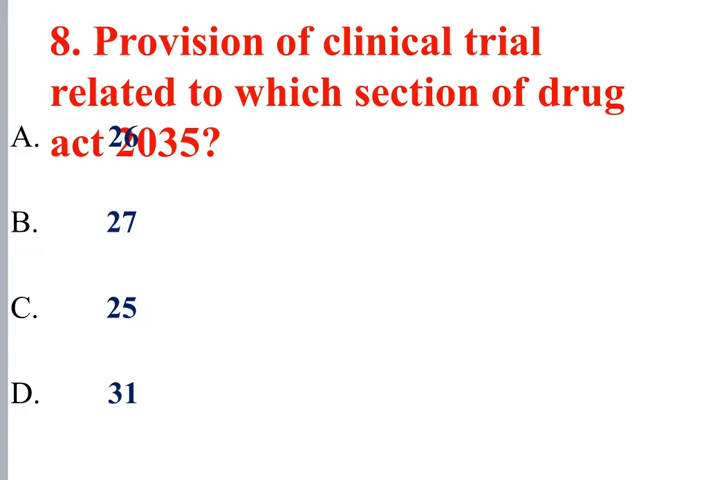 8. Provision of clinical trial
related to which section of drug
act 2035?
A. 26
B. 27
C. 25
D. 31